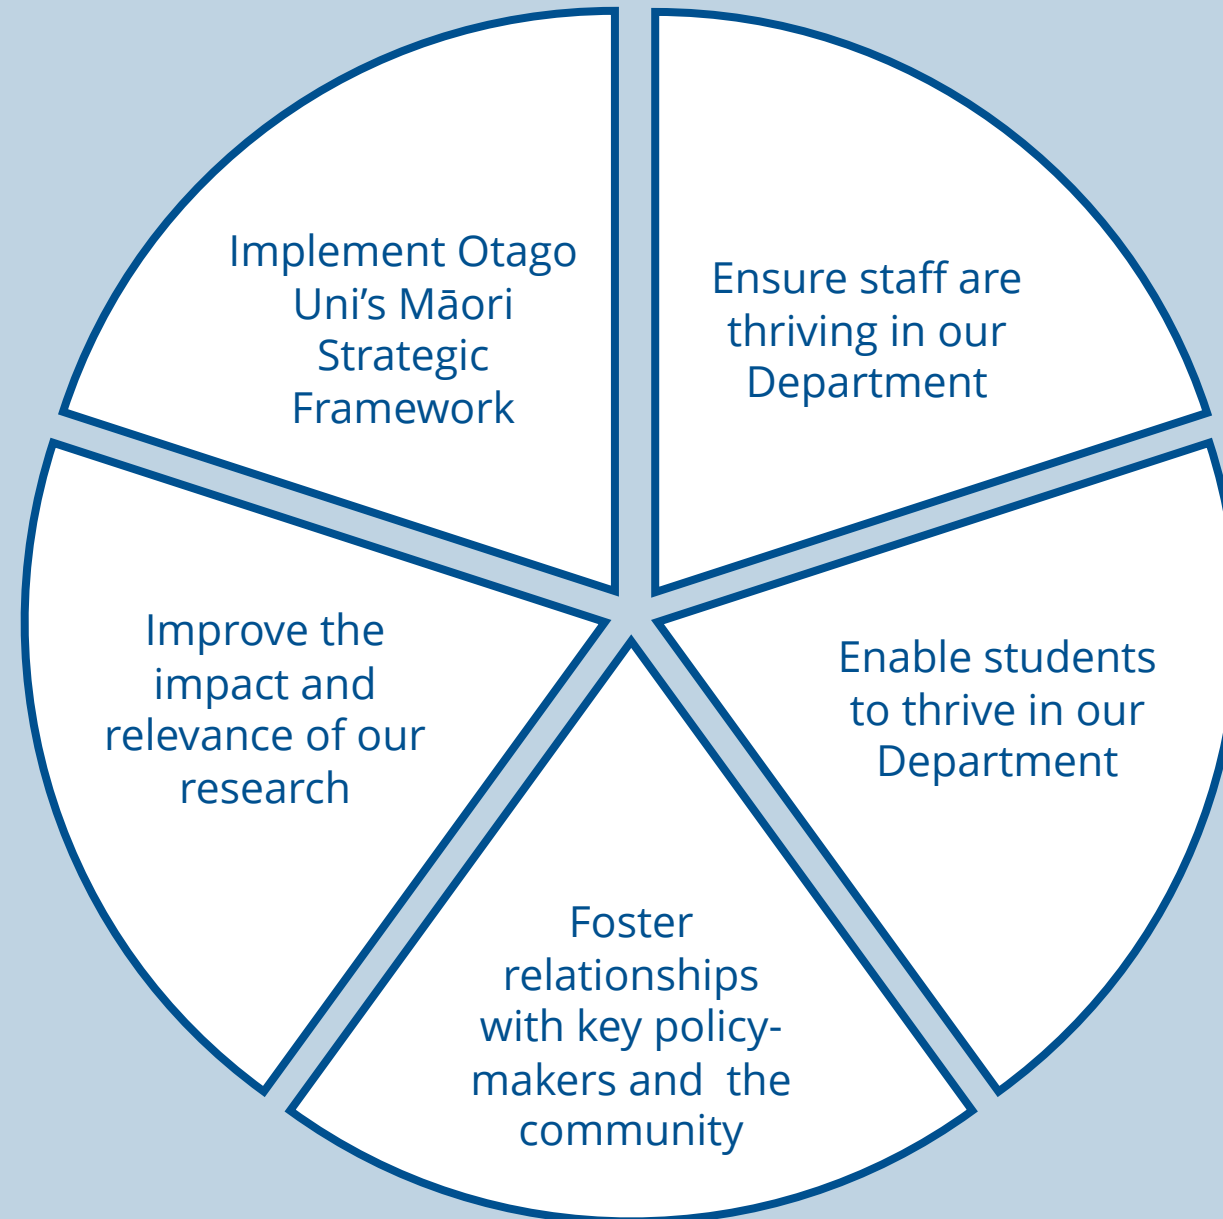 Implement Otago
Uni’s Māori
Strategic
Framework
Ensure staff are
thriving in our
Department
Improve the
impact and
relevance of our
research
Enable students
to thrive in our
Department
Foster
relationships
with key policy-
makers and  the
community